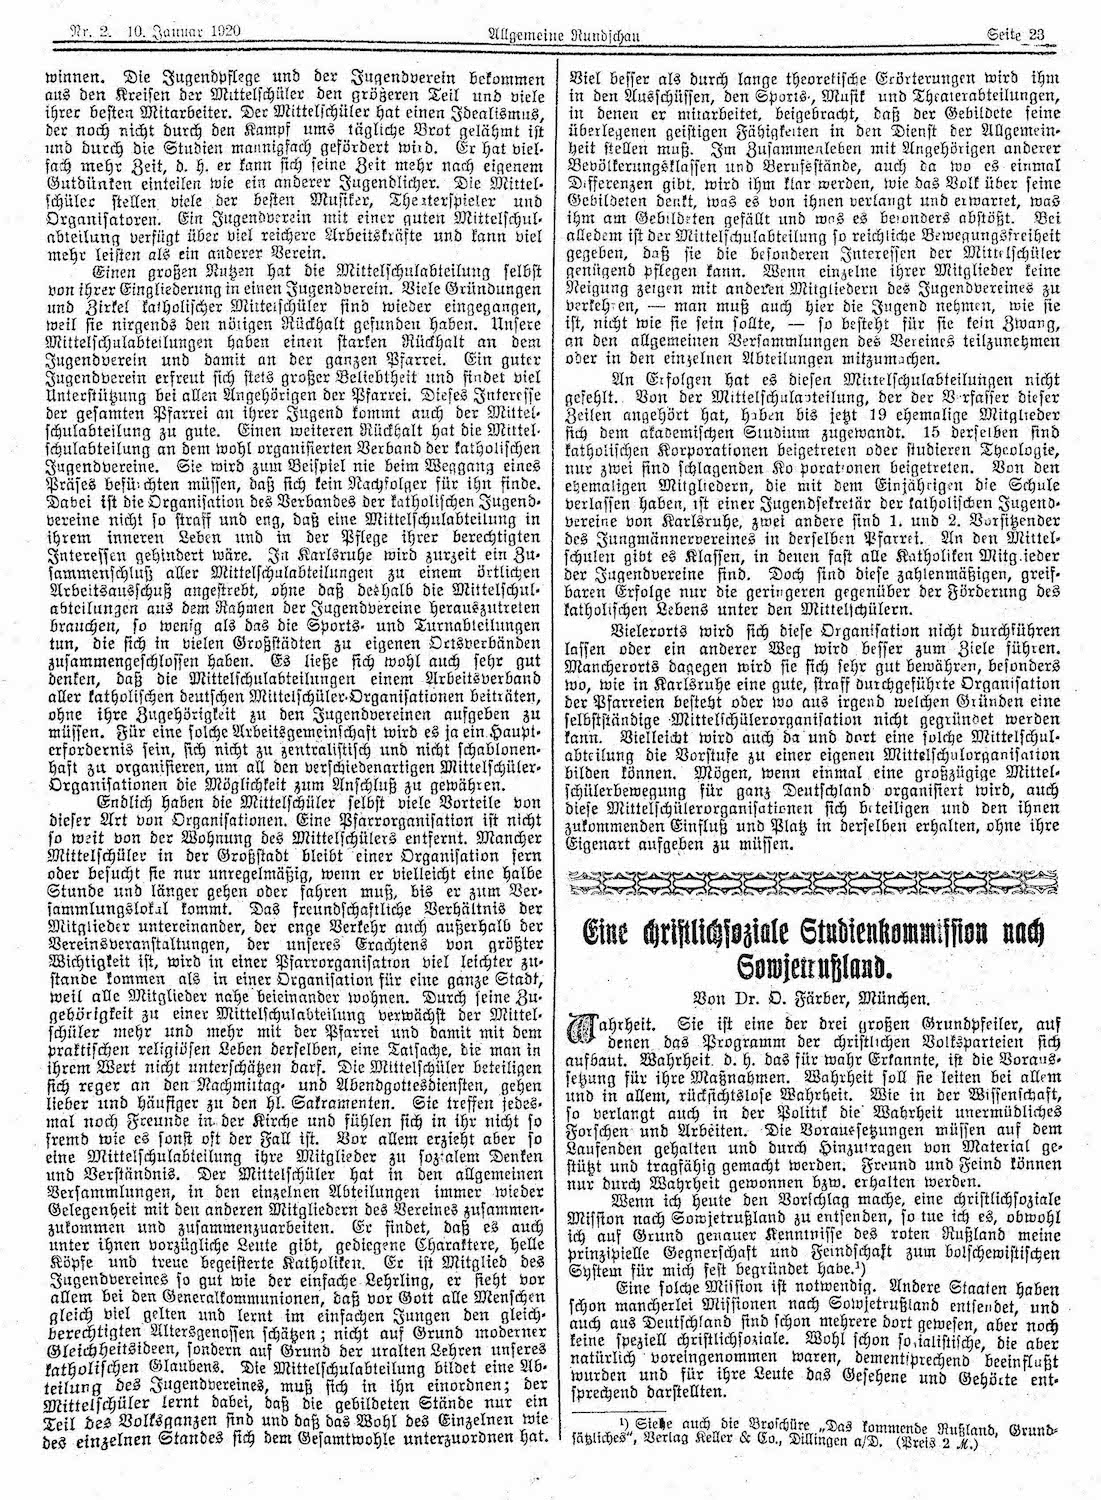 Nr. 2. 10. Januar 1920
Allgemeine Rundschau
Seite 23
winnen. Die Jugendpflege und der Jugendverein bekommen
aus den Kreisen der Mittelschüler den größeren Teil und viele
ihrer besten Mitarbeiter. Der Mittelschüler hat einen Idealismus,
der noch nicht durch den Kampf ums tägliche Brot gelähmt ist
und durch die Studien mannigfach gefördert wird. Er hat viel-
fach mehr Zeit, d. h. er kann sich seine Zeit mehr nach eigenem
Gutdünken einteilen wie ein anderer Jugendlicher. Die Mittel-
schüler stellen viele der besten Musiker, Theaterspieler und
Organisatoren. Ein Jugendverein mit einer guten Mittelschul-
abteilung verfügt über viel reichere Arbeitskräfte und kann viel
mehr leisten als ein anderer Verein.
Einen großen Nutzen hat die Mittelschulabteilung selbst
von ihrer Eingliederung in einen Jugendverein. Viele Gründungen
und Zirkel katholischer Mittelschüler sind wieder eingegangen,
weil sie nirgends den nötigen Rückhalt gefunden haben. Unsere
Mittelschulabteilungen haben einen starken Rückhalt an dem
Jugendverein und damit an der ganzen Pfarrei. Ein guter
Jugendverein erfreut sich stets großer Beliebtheit und findet viel
Unterstützung bei allen Angehörigen der Pfarrei. Dieses Interesse
der gesamten Pfarrei an ihrer Jugend kommt auch der Mittel-
schulabteilung zu gute. Einen weiteren Rückhalt hat die Mittel-
schulabteilung an dem wohl organisierten Verband der katholischen
Jugendvereine. Sie wird zum Beispiel nie beim Weggang eines
Präses befürchten müssen, daß sich kein Nachfolger für ihn finde.
Dabei ist die Organisation des Verbandes der katholischen Jugend-
vereine nicht so straff und eng, daß eine Mittelschulabteilung in
ihrem inneren Leben und in der Pflege ihrer berechtigten
Interessen gehindert wäre. In Karlsruhe wird zurzeit ein Zu-
sammenschluß aller Mittelschulabteilungen zu einem örtlichen
Arbeitsausschuß angestrebt, ohne daß deshalb die Mittelschul-
abteilungen aus dem Rahmen der Jugendvereine herauszutreten
brauchen, so wenig als das die Sports- und Turnabteilungen
tun, die sich in vielen Großstädten zu eigenen Ortsverbänden
zusammengeschlossen haben. Es ließe sich wohl auch sehr gut
denken, daß die Mittelschulabteilungen einem Arbeitsverband
aller katholischen deutschen Mittelschüler-Organisationen beiträten,
ohne ihre Zugehörigkeit zu den Jugendvereinen aufgeben zu
müssen. Für eine solche Arbeitsgemeinschaft wird es ja ein Haupt-
erfordernis sein, sich nicht zu zentralistisch und nicht schablonen-
haft zu organisieren, um all den verschiedenartigen Mittelschüler-
Organisationen die Möglichkeit zum Anschluß zu gewähren.
Endlich haben die Mittelschüler selbst viele Vorteile von
dieser Art von Organisationen. Eine Pfarrorganisation ist nicht
so weit von der Wohnung des Mittelschülers entfernt. Mancher
Mittelschüler in der Großstadt bleibt einer Organisation fern
oder besucht sie nur unregelmäßig, wenn er vielleicht eine halbe
Stunde und länger gehen oder fahren muß, bis er zum Ver-
sammlungslokal kommt. Das freundschaftliche Verhältnis der
Mitglieder untereinander, der enge Verkehr auch außerhalb der
Vereinsveranstaltungen, der unseres Erachtens von größter
Wichtigkeit ist, wird in einer Pfarrorganisation viel leichter zu-
stande kommen als in einer Organisation für eine ganze Stadt,
weil alle Mitglieder nahe beieinander wohnen. Durch seine Zu-
gehörigkeit zu einer Mittelschulabteilung verwächst der Mittel-
schüler mehr und mehr mit der Pfarrei und damit mit dem
praktischen religiösen Leben derselben, eine Tatsache, die man in
ihrem Wert nicht unterschätzen darf. Die Mittelschüler beteiligen
sich reger an den Nachmittag- und Abendgottesdiensten, gehen
lieber und häufiger zu den hl. Sakramenten. Sie treffen jedes-
mal noch Freunde in der Kirche und fühlen sich in ihr nicht so
fremd wie es sonst oft der Fall ist. Vor allem erzieht aber so
eine Mittelschulabteilung ihre Mitglieder zu sozialem Denken
und Verständnis. Der Mittelschüler hat in den allgemeinen
Versammlungen, in den einzelnen Abteilungen immer wieder
Gelegenheit mit den anderen Mitgliedern des Vereines zusammen-
zukommen und zusammenzuarbeiten. Er findet, daß es auch
unter ihnen vorzügliche Leute gibt, gediegene Charaktere, helle
Köpfe und treue begeisterte Katholiken. Er ist Mitglied des
Jugendvereines so gut wie der einfache Lehrling, er sieht vor
allem bei den Generalkommunionen, daß vor Gott alle Menschen
gleich viel gelten und lernt im einfachen Jungen den gleich-
berechtigten Altersgenossen schätzen; nicht auf Grund moderner
Gleichheitsideen, sondern auf Grund der uralten Lehren unseres
katholischen Glaubens. Die Mittelschulabteilung bildet eine Ab-
teilung des Jugendvereines, muß sich in ihn einordnen; der
Mittelschüler lernt dabei, daß die gebildeten Stände nur ein
Teil des Volksganzen sind und daß das Wohl des Einzelnen wie
des einzelnen Standes sich dem Gesamtwohle unterzuordnen hat.
Viel besser als durch lange theoretische Erörterungen wird ihm
in den Ausschüssen, den Sports-, Musik und Theaterabteilungen,
in denen er mitarbeitet, beigebracht, daß der Gebildete seine
überlegenen geistigen Fähigkeiten in den Dienst der Allgemein-
heit stellen muß. Im Zusammenleben mit Angehörigen anderer
Bevölkerungsklassen und Berufsstände, auch da wo es einmal
Differenzen gibt, wird ihm klar werden, wie das Volk über seine
Gebildeten denkt, was es von ihnen verlangt und erwartet, was
ihm am Gebildeten gefällt und was es besonders abstößt. Bei
alledem ist der Mittelschulabteilung so reichliche Bewegungsfreiheit
gegeben, daß sie die besonderen Interessen der Mittelschüler
genügend pflegen kann. Wenn einzelne ihrer Mitglieder keine
Neigung zeigen mit anderen Mitgliedern des Jugendvereines zu
verkehren, — man muß auch hier die Jugend nehmen, wie sie
ist, nicht wie sie sein sollte, — so besteht für sie kein Zwang,
an den allgemeinen Versammlungen des Vereines teilzunehmen
oder in den einzelnen Abteilungen mitzumachen.
An Erfolgen hat es diesen Mittelschulabteilungen nicht
gefehlt. Von der Mittelschulabteilung, der der Verfasser dieser
Zeilen angehört hat, haben bis jetzt 19 ehemalige Mitglieder
sich dem akademischen Studium zugewandt. 15 derselben sind
katholischen Korporationen beigetreten oder studieren Theologie,
nur zwei sind schlagenden Korporationen beigetreten. Von den
ehemaligen Mitgliedern, die mit dem Einjährigen die Schule
verlassen haben, ist einer Jugendsekretär der katholischen Jugend-
vereine von Karlsruhe, zwei andere sind 1. und 2. Vorsitzender
des Jungmännervereines in derselben Pfarrei. An den Mittel-
schulen gibt es Klassen, in denen fast alle Katholiken Mitglieder
der Jugendvereine sind. Doch sind diese zahlenmäßigen, greif-
baren Erfolge nur die geringeren gegenüber der Förderung des
katholischen Lebens unter den Mittelschülern.
Vielerorts wird sich diese Organisation nicht durchführen
lassen oder ein anderer Weg wird besser zum Ziele führen.
Mancherorts dagegen wird sie sich sehr gut bewähren, besonders
wo, wie in Karlsruhe eine gute, straff durchgeführte Organisation
der Pfarreien besteht oder wo aus irgend welchen Gründen eine
selbstständige Mittelschülerorganisation nicht gegründet werden
kann. Vielleicht wird auch da und dort eine solche Mittelschul-
abteilung die Vorstufe zu einer eigenen Mittelschulorganisation
bilden können. Mögen, wenn einmal eine großzügige Mittel-
schülerbewegung für ganz Deutschland organisiert wird, auch
diese Mittelschülerorganisationen sich beteiligen und den ihnen
zukommenden Einfluß und Platz in derselben erhalten, ohne ihre
Eigenart aufgeben zu müssen.
Eine christlichsoziale Studienkommission nach
Sowjetrußland.
Von Dr. O. Färber, München.
Wahrheit. Sie ist eine der drei großen Grundpfeiler, auf
denen das Programm der christlichen Volksparteien sich
aufbaut. Wahrheit d. h. das für wahr Erkannte, ist die Voraus-
setzung für ihre Maßnahmen. Wahrheit soll sie leiten bei allem
und in allem, rücksichtslose Wahrheit. Wie in der Wissenschaft,
so verlangt auch in der Politik die Wahrheit unermüdliches
Forschen und Arbeiten. Die Voraussetzungen müssen auf dem
Laufenden gehalten und durch Hinzutragen von Material ge-
stützt und tragfähig gemacht werden. Freund und Feind können
nur durch Wahrheit gewonnen bzw. erhalten werden.
Wenn ich heute den Vorschlag mache, eine christlichsoziale
Mission nach Sowjetrußland zu entsenden, so tue ich es, obwohl
ich auf Grund genauer Kenntnisse des roten Rußland meine
prinzipielle Gegnerschaft und Feindschaft zum bolschewistischen
System für mich fest begründet habe.¹)
Eine solche Mission ist notwendig. Andere Staaten haben
schon mancherlei Missionen nach Sowjetrußland entsendet, und
auch aus Deutschland sind schon mehrere dort gewesen, aber noch
keine speziell christlichsoziale. Wohl schon sozialistische, die aber
natürlich voreingenommen waren, dementsprechend beeinflußt
wurden und für ihre Leute das Gesehene und Gehörte ent-
sprechend darstellten.
¹) Siehe auch die Broschüre „Das kommende Rußland, Grund-
sätzliches", Verlag Keller & Co., Dillingen a/D. (Preis 2 M.)